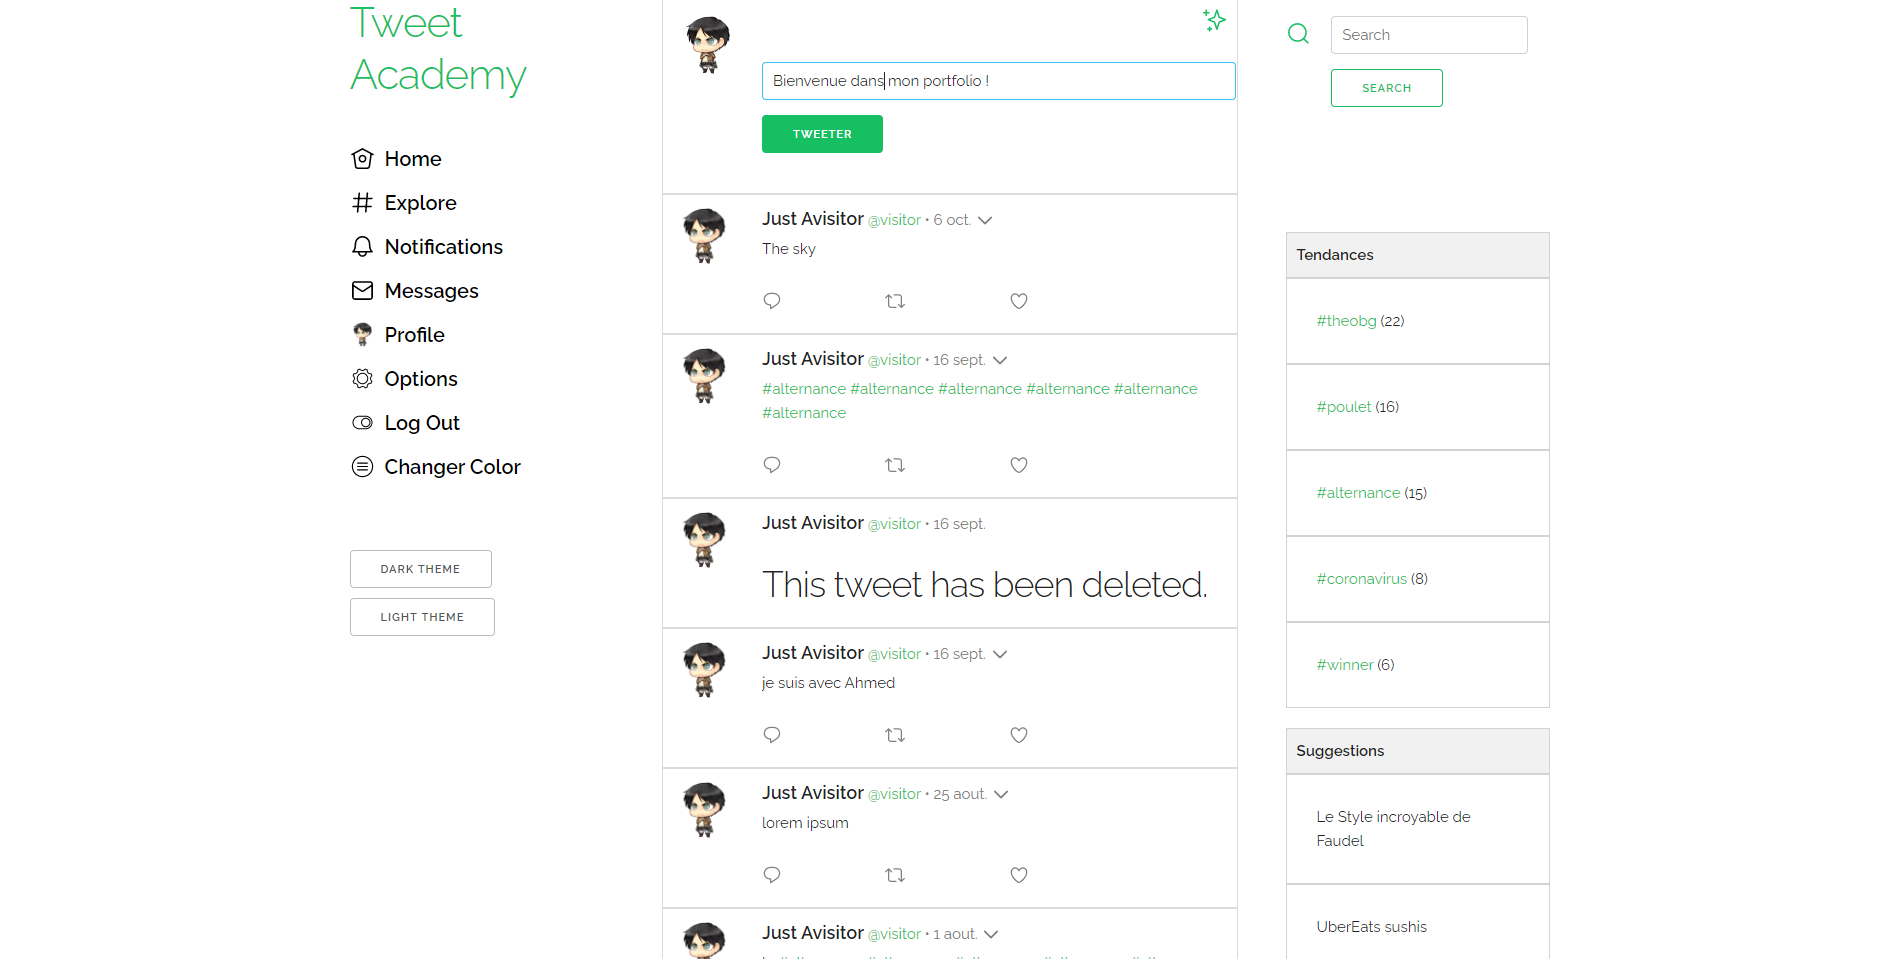 Tweet
Academy
Home
Explore
Notifications
Messages
Profile
Options
Log Out
Changer Color
DARK THEME
LIGHT THEME
Bienvenue dans mon portfolio !
TWEETER
Just Avisitor @visitor • 6 oct.
The sky
Just Avisitor @visitor • 16 sept.
#alternance #alternance #alternance #alternance #alternance
#alternance
Just Avisitor @visitor • 16 sept.
This tweet has been deleted.
Just Avisitor @visitor • 16 sept.
je suis avec Ahmed
Just Avisitor @visitor • 25 aout.
lorem ipsum
Just Avisitor @visitor • 1 aout.
Search
SEARCH
Tendances
#theobg (22)
#poulet (16)
#alternance (15)
#coronavirus (8)
#winner (6)
Suggestions
Le Style incroyable de
Faudel
UberEats sushis